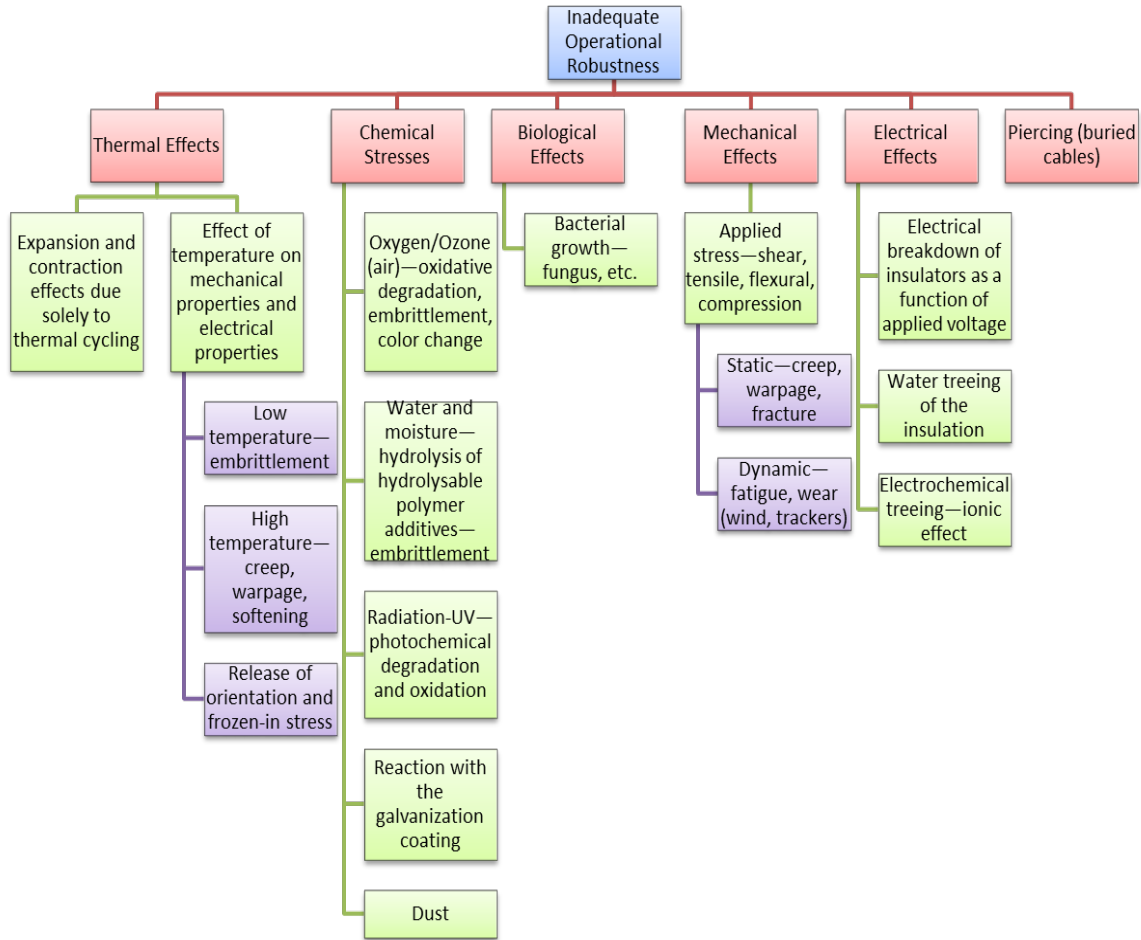 Inadequate
Operational
Robustness
Thermal Effects
Chemical
Stresses
Biological
Effects
Mechanical
Effects
Electrical
Effects
Piercing (buried
cables)
Expansion and
contraction
effects due
solely to
thermal cycling
Effect of
temperature on
mechanical
properties and
electrical
properties
Low
temperature—
embrittlement
High
temperature—
creep,
warpage,
softening
Release of
orientation and
frozen-in stress
Oxygen/Ozone
(air)—oxidative
degradation,
embrittlement,
color change
Water and
moisture—
hydrolysis of
hydrolysable
polymer
additives—
embrittlement
Radiation-UV—
photochemical
degradation
and oxidation
Reaction with
the
galvanization
coating
Dust
Bacterial
growth—
fungus, etc.
Applied
stress—shear,
tensile, flexural,
compression
Static—creep,
warpage,
fracture
Dynamic—
fatigue, wear
(wind, trackers)
Electrical
breakdown of
insulators as a
function of
applied voltage
Water treeing
of the
insulation
Electrochemical
treeing—ionic
effect